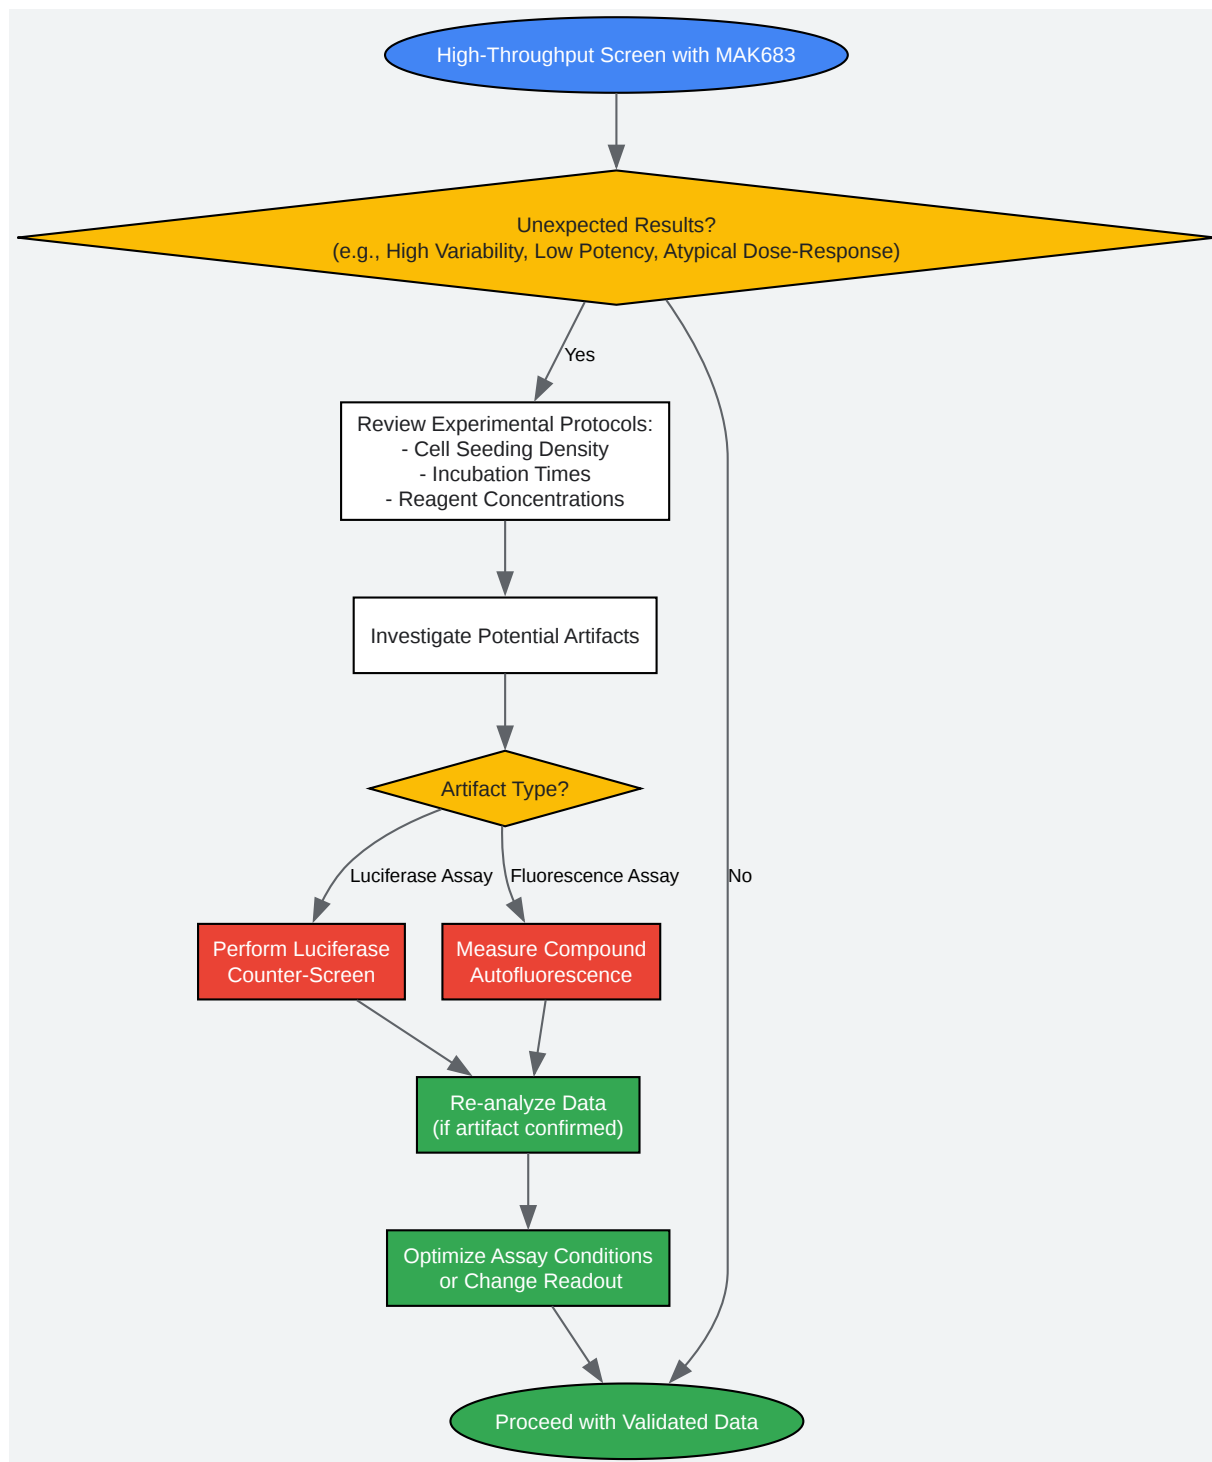 High-Throughput Screen with MAK683
Unexpected Results?
(e.g., High Variability, Low Potency, Atypical Dose-Response)
Yes
Review Experimental Protocols:
- Cell Seeding Density
- Incubation Times
- Reagent Concentrations
Investigate Potential Artifacts
Artifact Type?
Luciferase Assay
Fluorescence Assay
No
Perform Luciferase
Counter-Screen
Measure Compound
Autofluorescence
Re-analyze Data
(if artifact confirmed)
Optimize Assay Conditions
or Change Readout
Proceed with Validated Data